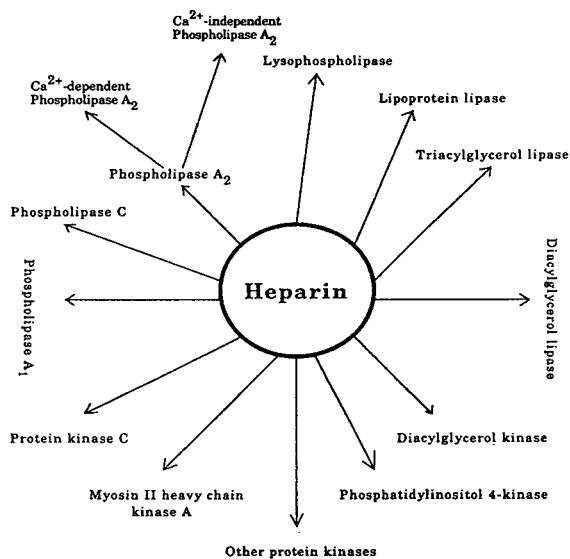 Ca²⁺-independent
Phospholipase A₂
Lysophospholipase
Ca²⁺-dependent
Phospholipase A₂
Lipoprotein lipase
Triacylglycerol lipase
Phospholipase A₂
Phospholipase C
Phospholipase A₁
Heparin
Diacylglycerol lipase
Protein kinase C
Diacylglycerol kinase
Myosin II heavy chain
kinase A
Phosphatidylinositol 4-kinase
Other protein kinases